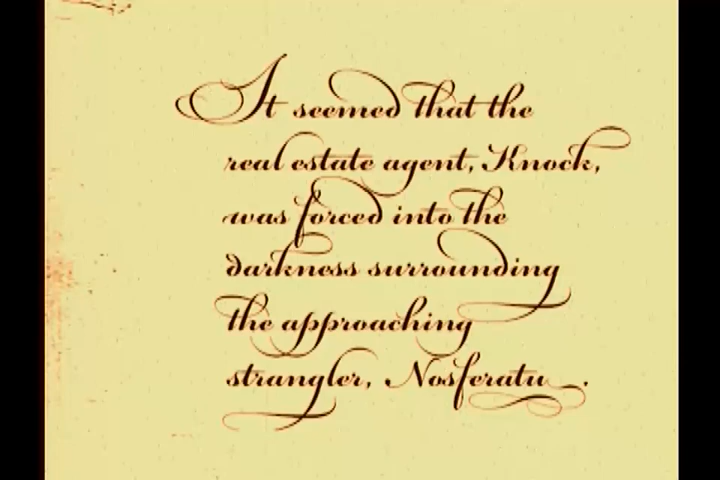 It seemed that the
real estate agent, Knock,
was forced into the
darkness surrounding
the approaching
strangler, Nosferatu .